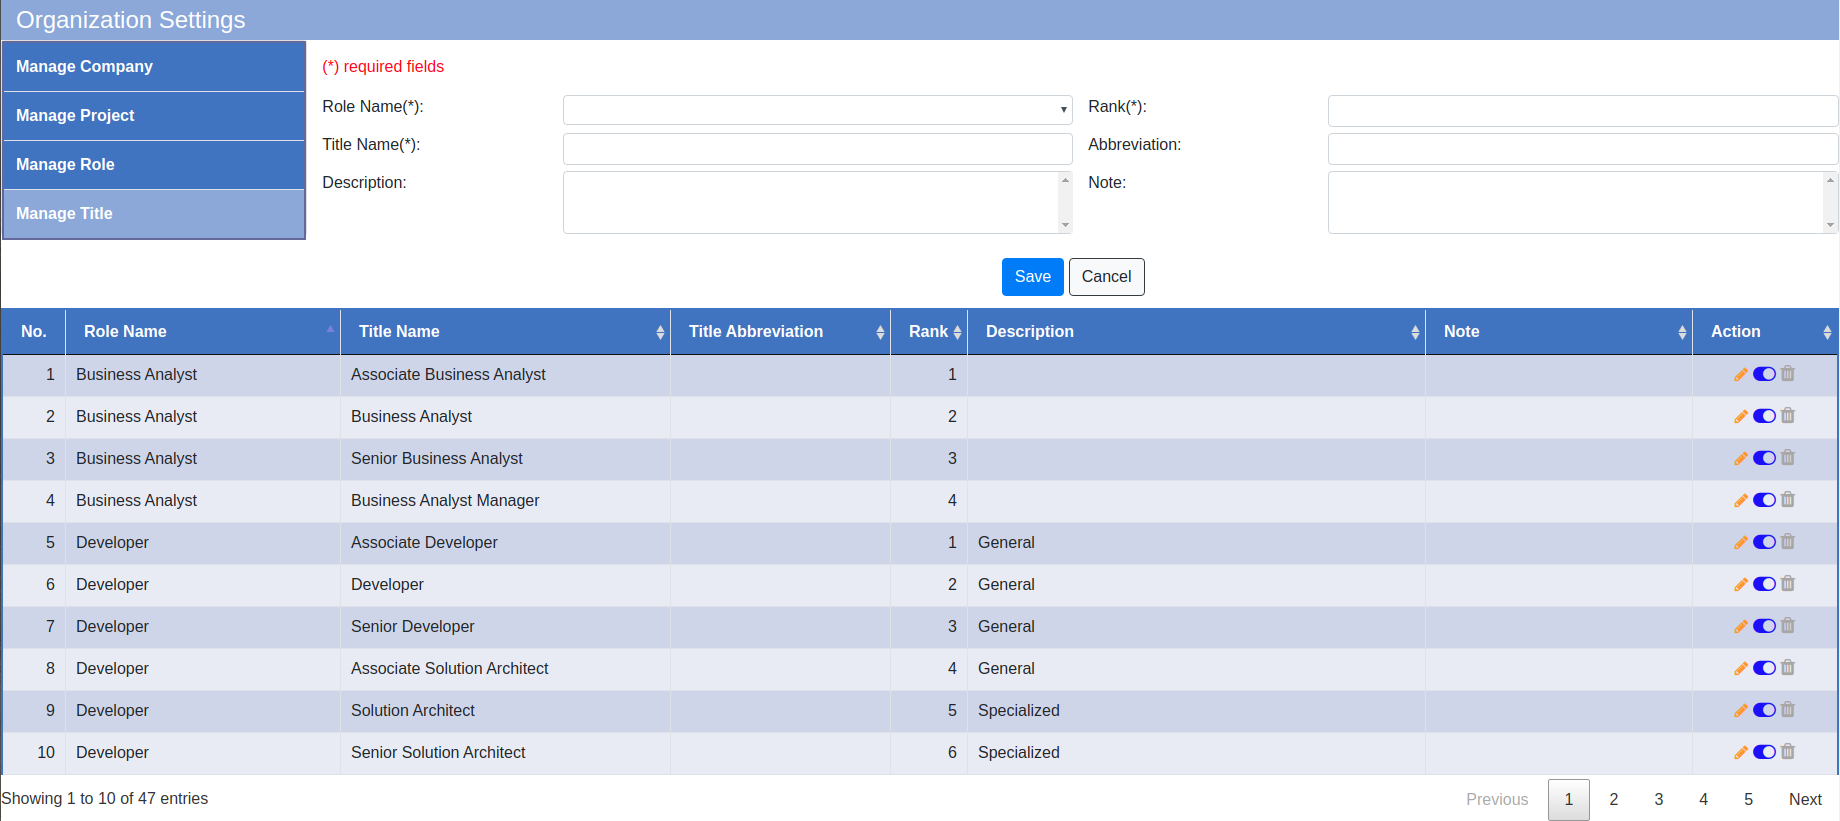 Organization Settings
Manage Company
Manage Project
Manage Role
Manage Title
(*) required fields
Role Name(*): Rank(*):
Title Name(*): Abbreviation:
Description: Note:
Save Cancel
No. Role Name Title Name Title Abbreviation Rank Description Note Action
1 Business Analyst Associate Business Analyst 1
2 Business Analyst Business Analyst 2
3 Business Analyst Senior Business Analyst 3
4 Business Analyst Business Analyst Manager 4
5 Developer Associate Developer 1 General
6 Developer Developer 2 General
7 Developer Senior Developer 3 General
8 Developer Associate Solution Architect 4 General
9 Developer Solution Architect 5 Specialized
10 Developer Senior Solution Architect 6 Specialized
Showing 1 to 10 of 47 entries Previous 1 2 3 4 5 Next